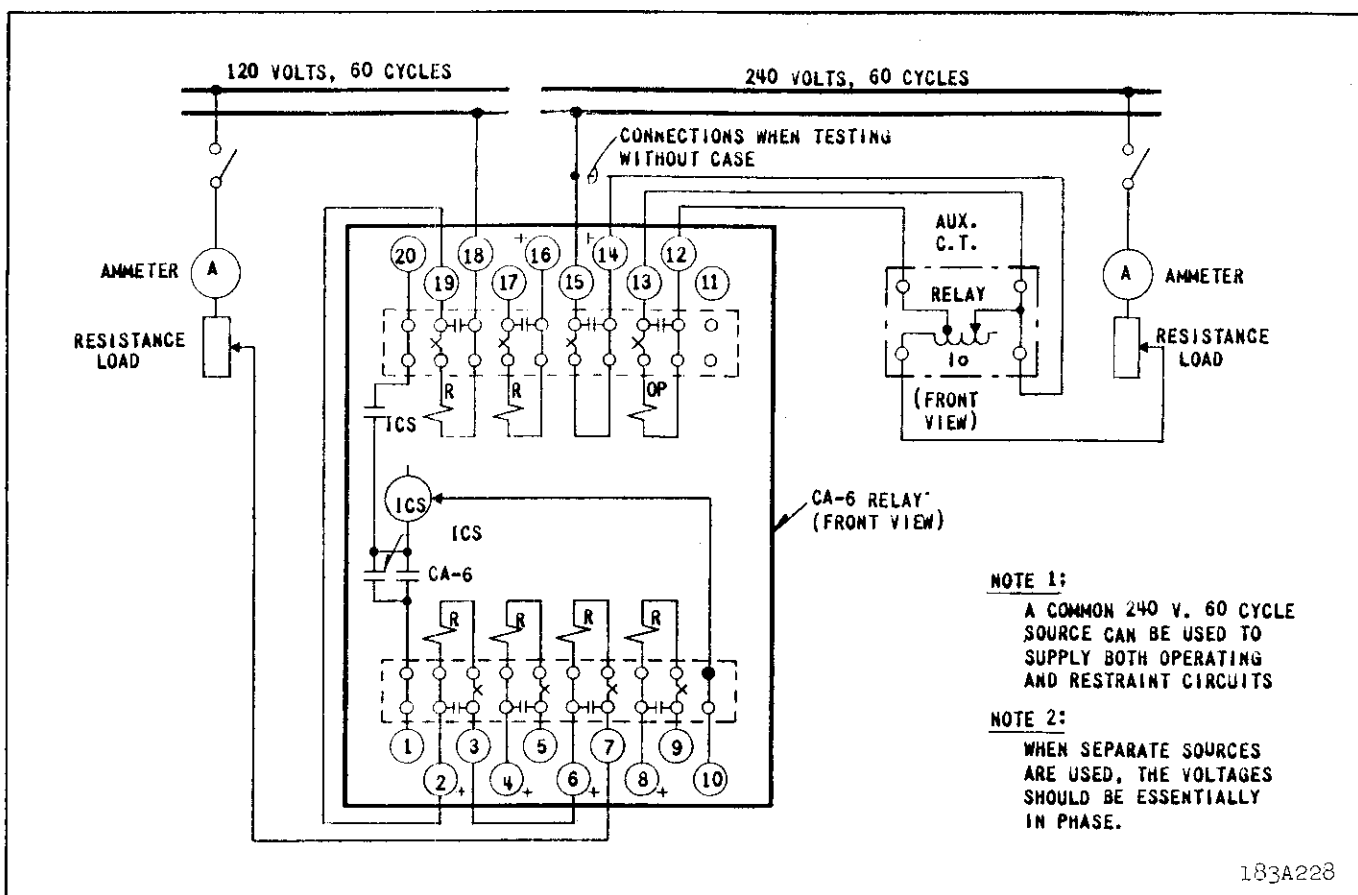 120 VOLTS, 60 CYCLES
240 VOLTS, 60 CYCLES
CONNECTIONS WHEN TESTING
WITHOUT CASE
AUX.
C.T.
AMMETER
A
RESISTANCE
LOAD
20
19
18
17
+
16
15
+
14
13
12
11
RELAY
10
(FRONT
VIEW)
A
AMMETER
RESISTANCE
LOAD
R
R
OP
ICS
ICS
ICS
CA-6
CA-6 RELAY
(FRONT VIEW)
R
R
R
R
1
2
+
3
4
+
5
6
+
7
8
+
9
10
NOTE 1:
A COMMON 240 V. 60 CYCLE
SOURCE CAN BE USED TO
SUPPLY BOTH OPERATING
AND RESTRAINT CIRCUITS
NOTE 2:
WHEN SEPARATE SOURCES
ARE USED, THE VOLTAGES
SHOULD BE ESSENTIALLY
IN PHASE.
183A228